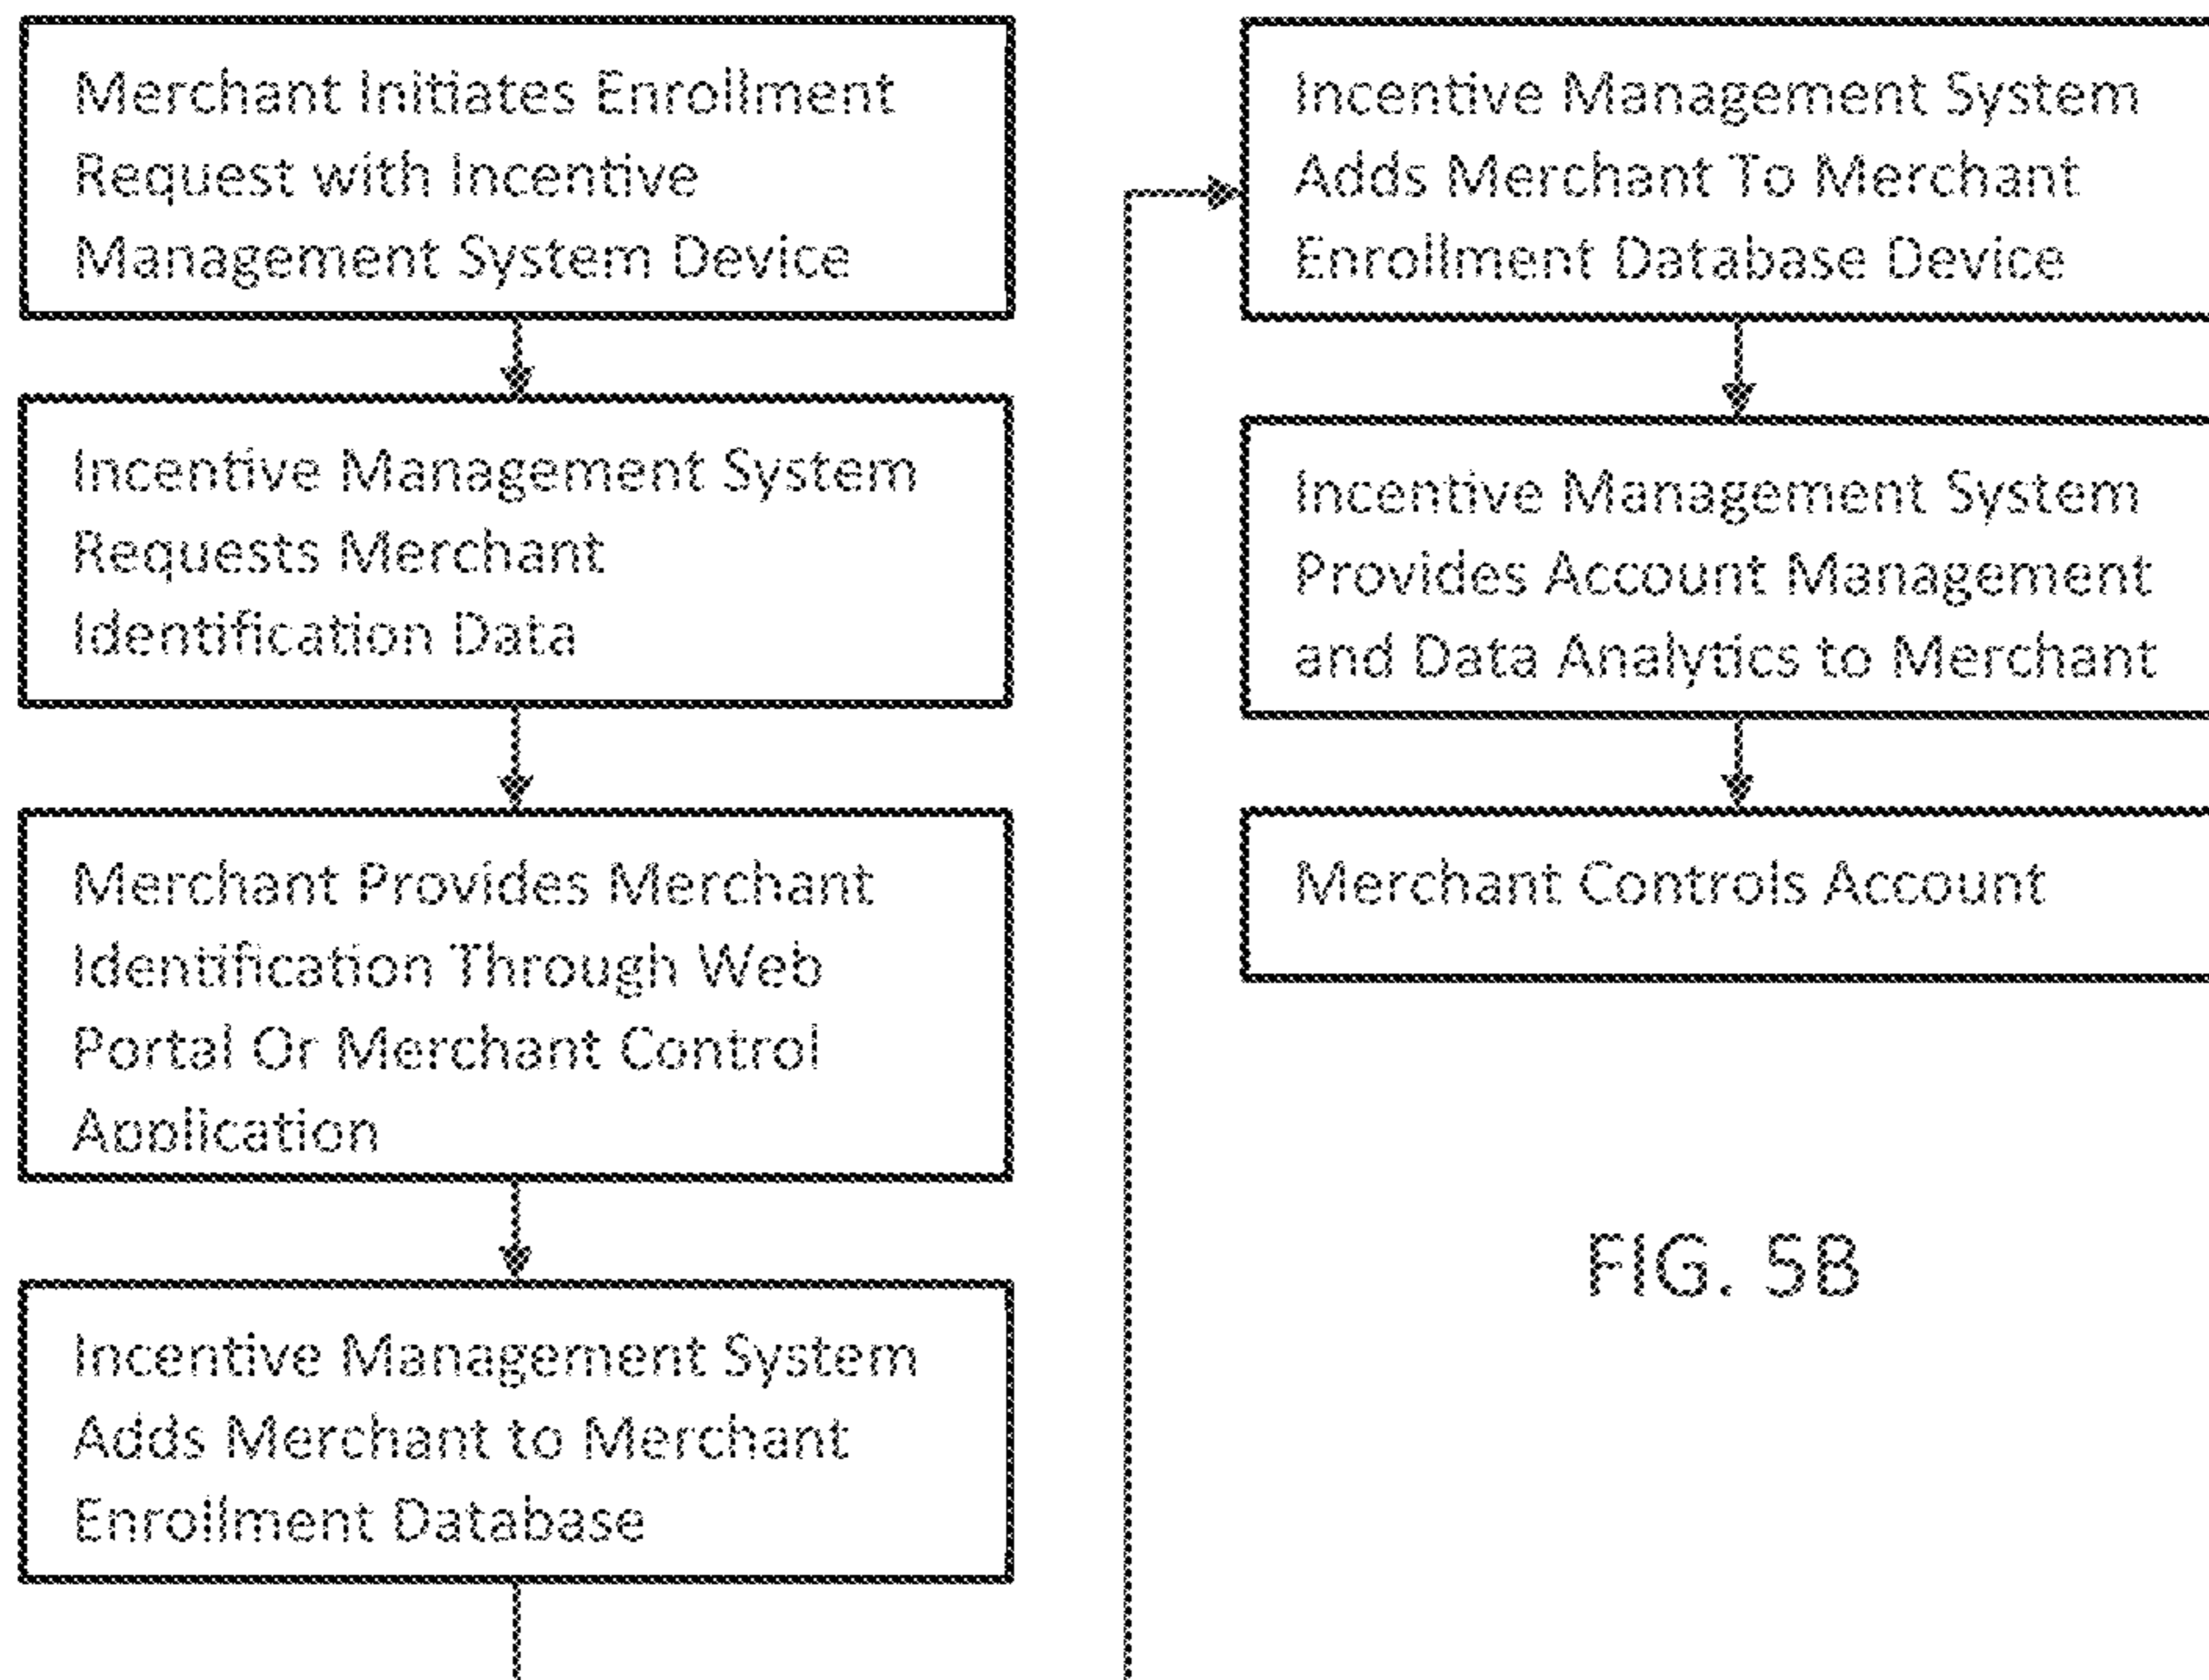 Merchant Initiates Enrollment
Request with Incentive
Management System Device
Incentive Management System
Requests Merchant
Identification Data
Merchant Provides Merchant
Identification Through Web
Portal Or Merchant Control
Application
Incentive Management System
Adds Merchant to Merchant
Enrollment Database
Incentive Management System
Adds Merchant To Merchant
Enrollment Database Device
Incentive Management System
Provides Account Management
and Data Analytics to Merchant
Merchant Controls Account
FIG. 5B